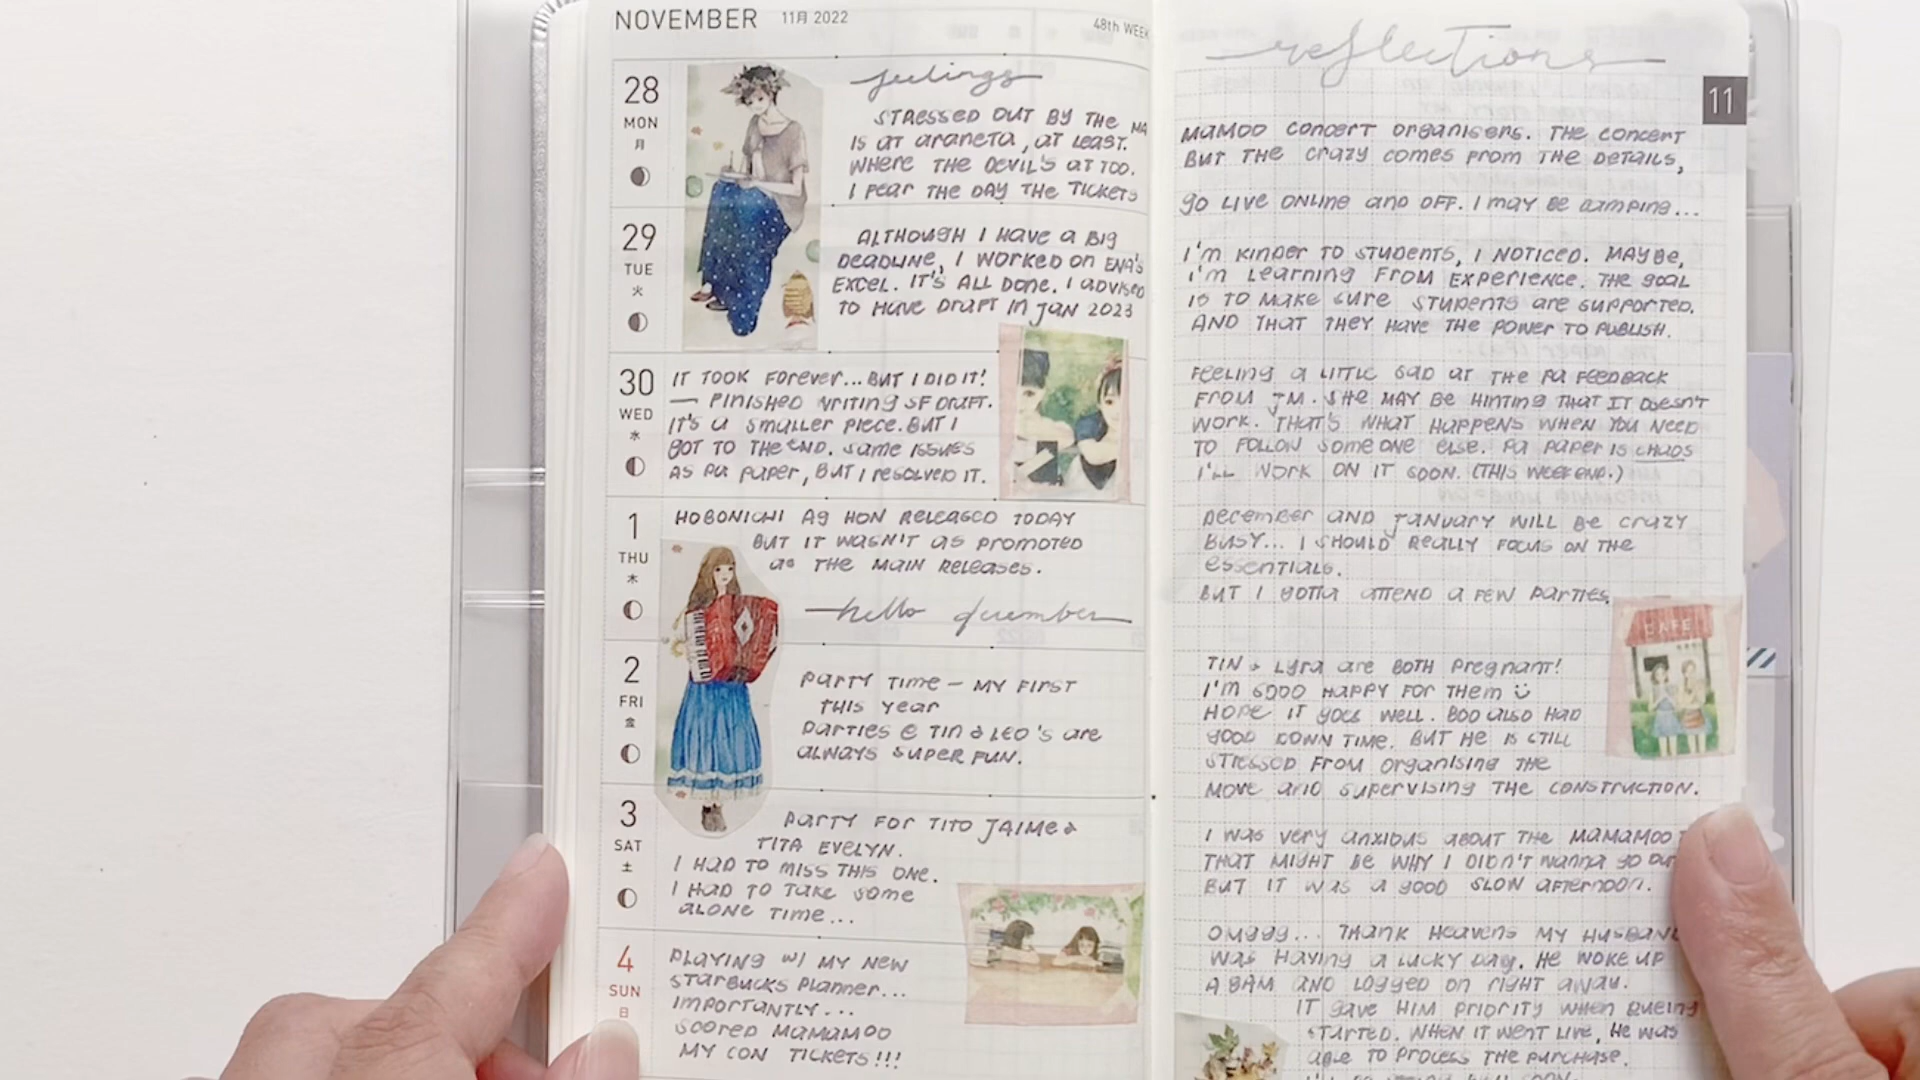 NOVEMBER 11月 2022 48th WEEK
28
MON
月
feelings
STRESSED OUT BY THE MA
IS AT ARANETA, AT LEAST.
WHERE THE DEVIL'S AT TOO.
I FEAR THE DAY THE TICKETS
29
TUE
火
ALTHOUGH I HAVE A BIG
DEADLINE, I WORKED ON ENA'S
EXCEL. IT'S ALL DONE. I ADVISED
TO HAVE DRAFT IN JAN 2023
30
WED
水
IT TOOK FOREVER... BUT I DID IT!
— FINISHED WRITING SF DRAFT.
IT'S A SMALLER PIECE. BUT I
GOT TO THE END. SAME ISSUES
AS PA PAPER, BUT I RESOLVED IT.
1
THU
木
HOBONICHI A9 HON RELEASED TODAY
BUT IT WASN'T AS PROMOTED
AS THE MAIN RELEASES.
hello december
2
FRI
金
PARTY TIME — MY FIRST
THIS YEAR
PARTIES @ TIN & LEO'S ARE
ALWAYS SUPER FUN.
3
SAT
土
PARTY FOR TITO JAIME &
TITA EVELYN.
I HAD TO MISS THIS ONE.
I HAD TO TAKE SOME
ALONE TIME...
4
SUN
日
PLAYING W/ MY NEW
STARBUCKS PLANNER...
IMPORTANTLY...
SCORED MAMAMOO
MY CON TICKETS!!!
reflections
11
MAMOO CONCERT ORGANISERS. THE CONCERT
BUT THE CRAZY COMES FROM THE DETAILS,
GO LIVE ONLINE AND OFF. I MAY BE CAMPING...
I'M KINDER TO STUDENTS, I NOTICED. MAYBE,
I'M LEARNING FROM EXPERIENCE. THE GOAL
IS TO MAKE SURE STUDENTS ARE SUPPORTED.
AND THAT THEY HAVE THE POWER TO PUBLISH.
FEELING A LITTLE SAD AT THE PA FEEDBACK
FROM JM. SHE MAY BE HINTING THAT IT DOESN'T
WORK. THAT'S WHAT HAPPENS WHEN YOU NEED
TO FOLLOW SOMEONE ELSE. PA PAPER IS CHAOS
I'LL WORK ON IT SOON. (THIS WEEKEND.)
DECEMBER AND JANUARY WILL BE CRAZY
BUSY... I SHOULD REALLY FOCUS ON THE
ESSENTIALS.
BUT I GOTTA ATTEND A FEW PARTIES.
CAFE
TIN & LYRA ARE BOTH PREGNANT!
I'M SOOO HAPPY FOR THEM
HOPE IT GOES WELL. BOO ALSO HAD
GOOD DOWN TIME. BUT HE IS STILL
STRESSED FROM ORGANISING THE
MOVE AND SUPERVISING THE CONSTRUCTION.
I WAS VERY ANXIOUS ABOUT THE MAMAMOO T
THAT MIGHT BE WHY I DIDN'T WANNA GO OUT
BUT IT WAS A GOOD SLOW AFTERNOON.
OMGGG... THANK HEAVENS MY HUSBAND
WAS HAVING A LUCKY DAY. HE WOKE UP
A 8AM AND LOGGED ON RIGHT AWAY.
IT GAVE HIM PRIORITY WHEN QUEING
STARTED. WHEN IT WENT LIVE, HE WAS
ABLE TO PROCESS THE PURCHASE.